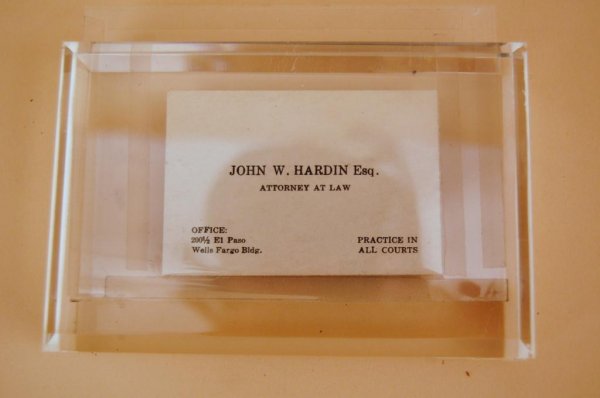 JOHN W. HARDIN Esq.
ATTORNEY AT LAW
OFFICE:
200½ El Paso
Wells Fargo Bldg.
PRACTICE IN
ALL COURTS